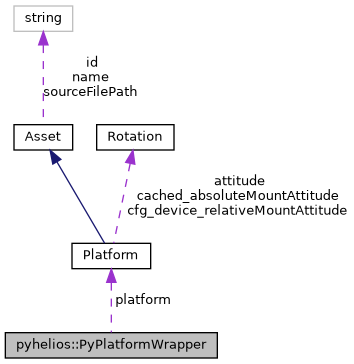 string
id
name
sourceFilePath
Asset
Rotation
attitude
cached_absoluteMountAttitude
cfg_device_relativeMountAttitude
Platform
platform
pyhelios::PyPlatformWrapper